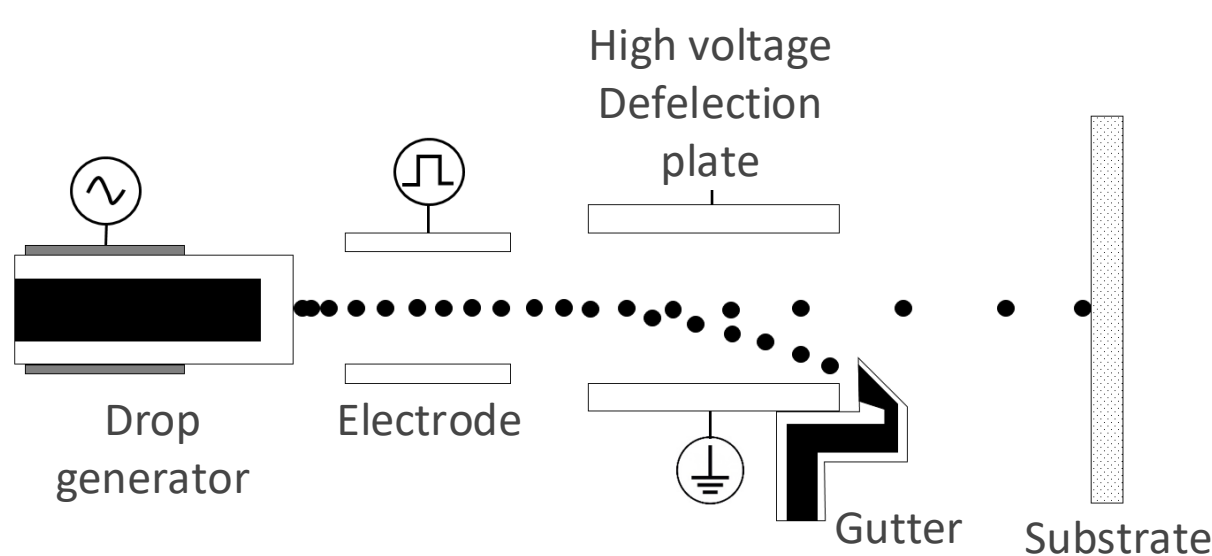 High voltage
Defelection
plate
Drop
generator
Electrode
Gutter
Substrate